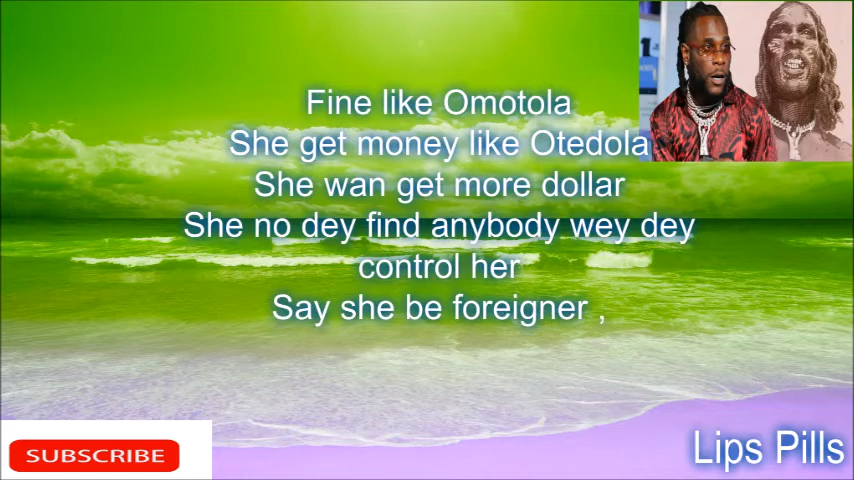 Fine like Omotola
She get money like Otedola
She wan get more dollar
She no dey find anybody wey dey
control her
Say she be foreigner ,
SUBSCRIBE
Lips Pills